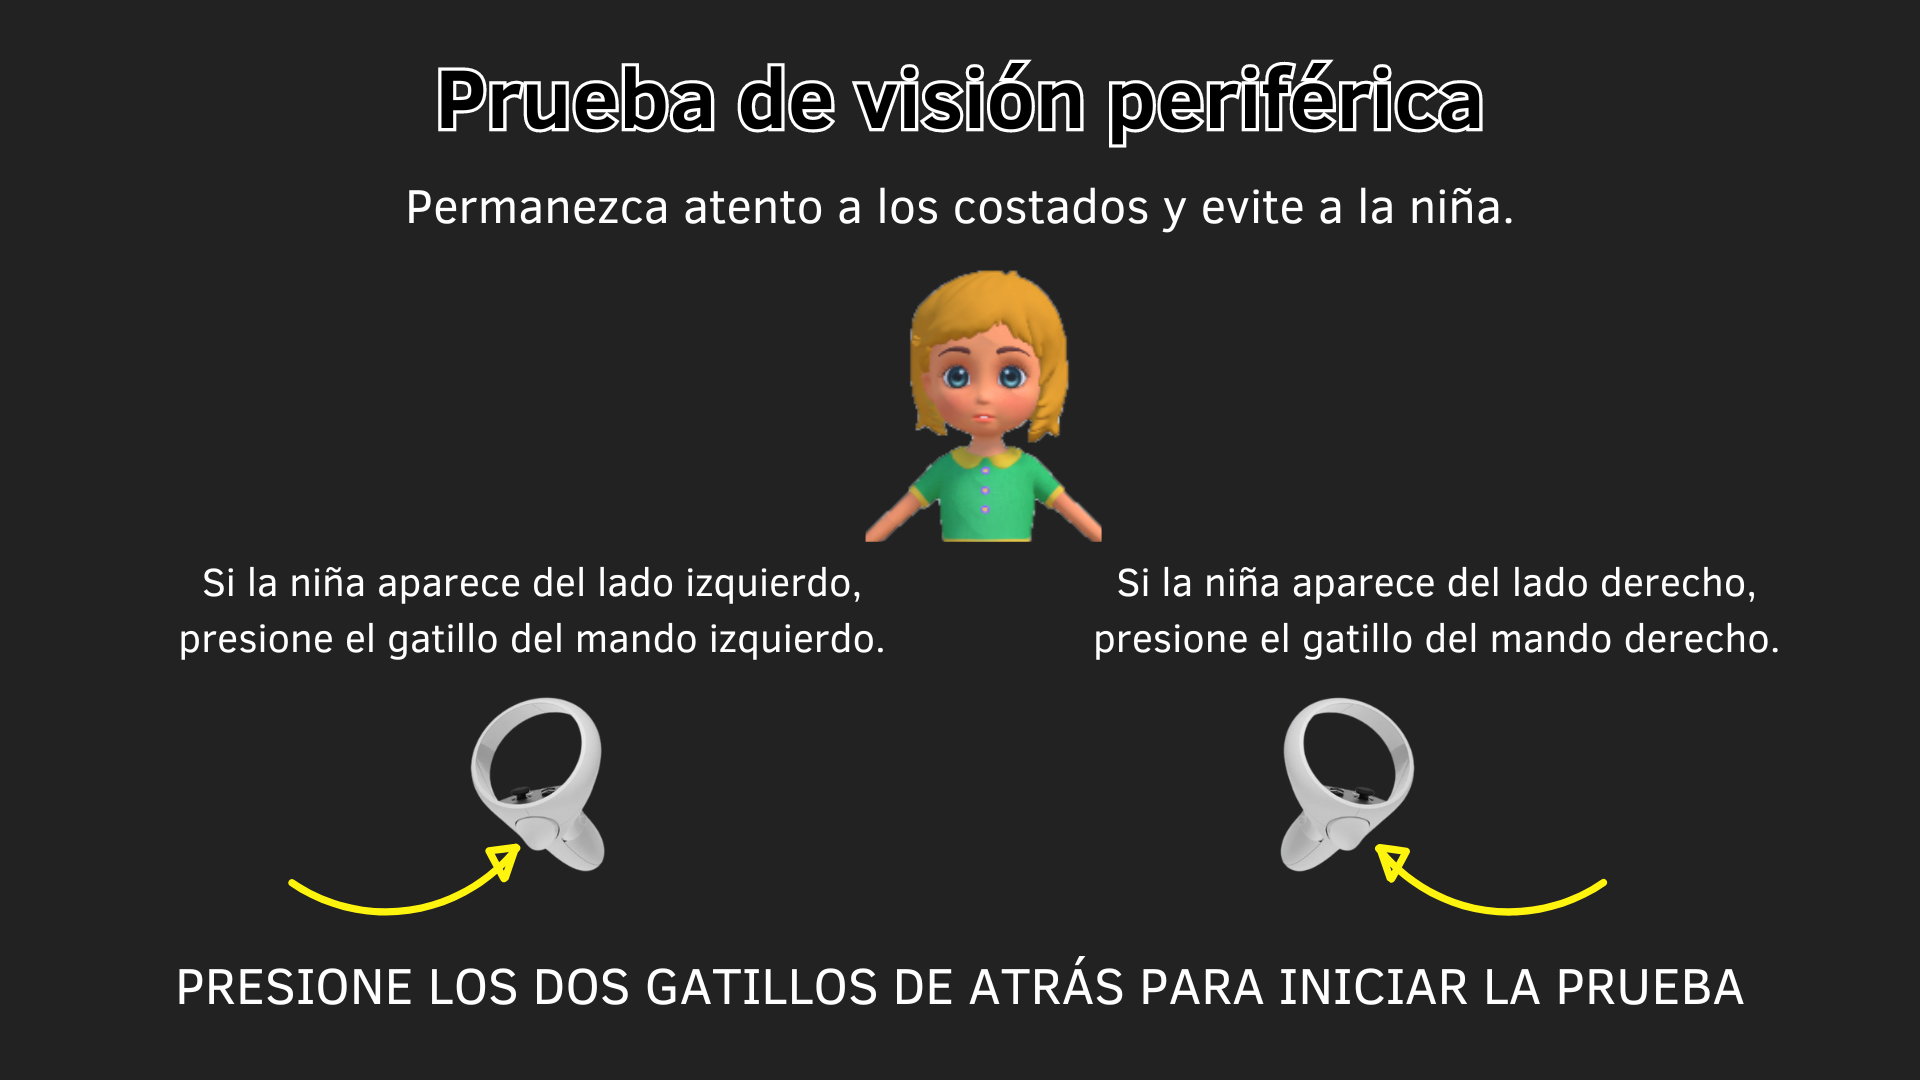 Prueba de visión periférica
Permanezca atento a los costados y evite a la niña.
Si la niña aparece del lado izquierdo,
presione el gatillo del mando izquierdo.
Si la niña aparece del lado derecho,
presione el gatillo del mando derecho.
PRESIONE LOS DOS GATILLOS DE ATRÁS PARA INICIAR LA PRUEBA